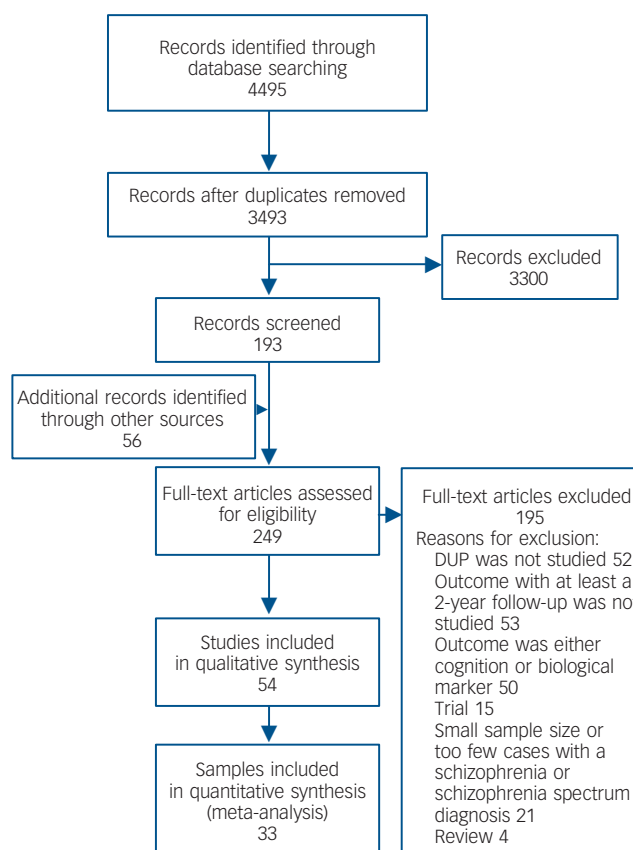 Records identified through
database searching
4495
Records after duplicates removed
3493
Records excluded
3300
Records screened
193
Additional records identified
through other sources
56
Full-text articles assessed
for eligibility
249
Full-text articles excluded
195
Reasons for exclusion:
DUP was not studied 52
Outcome with at least a
2-year follow-up was not
studied 53
Outcome was either
cognition or biological
marker 50
Trial 15
Small sample size or
too few cases with a
schizophrenia or
schizophrenia spectrum
diagnosis 21
Review 4
Studies included
in qualitative synthesis
54
Samples included
in quantitative synthesis
(meta-analysis)
33